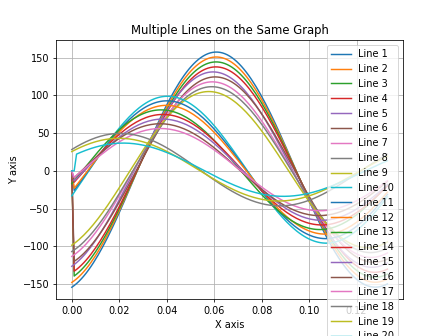 Multiple Lines on the Same Graph
Y axis
150
100
50
0
−50
−100
−150
0.00 0.02 0.04 0.06 0.08 0.10
X axis
Line 1
Line 2
Line 3
Line 4
Line 5
Line 6
Line 7
Line 8
Line 9
Line 10
Line 11
Line 12
Line 13
Line 14
Line 15
Line 16
Line 17
Line 18
Line 19
Line 20